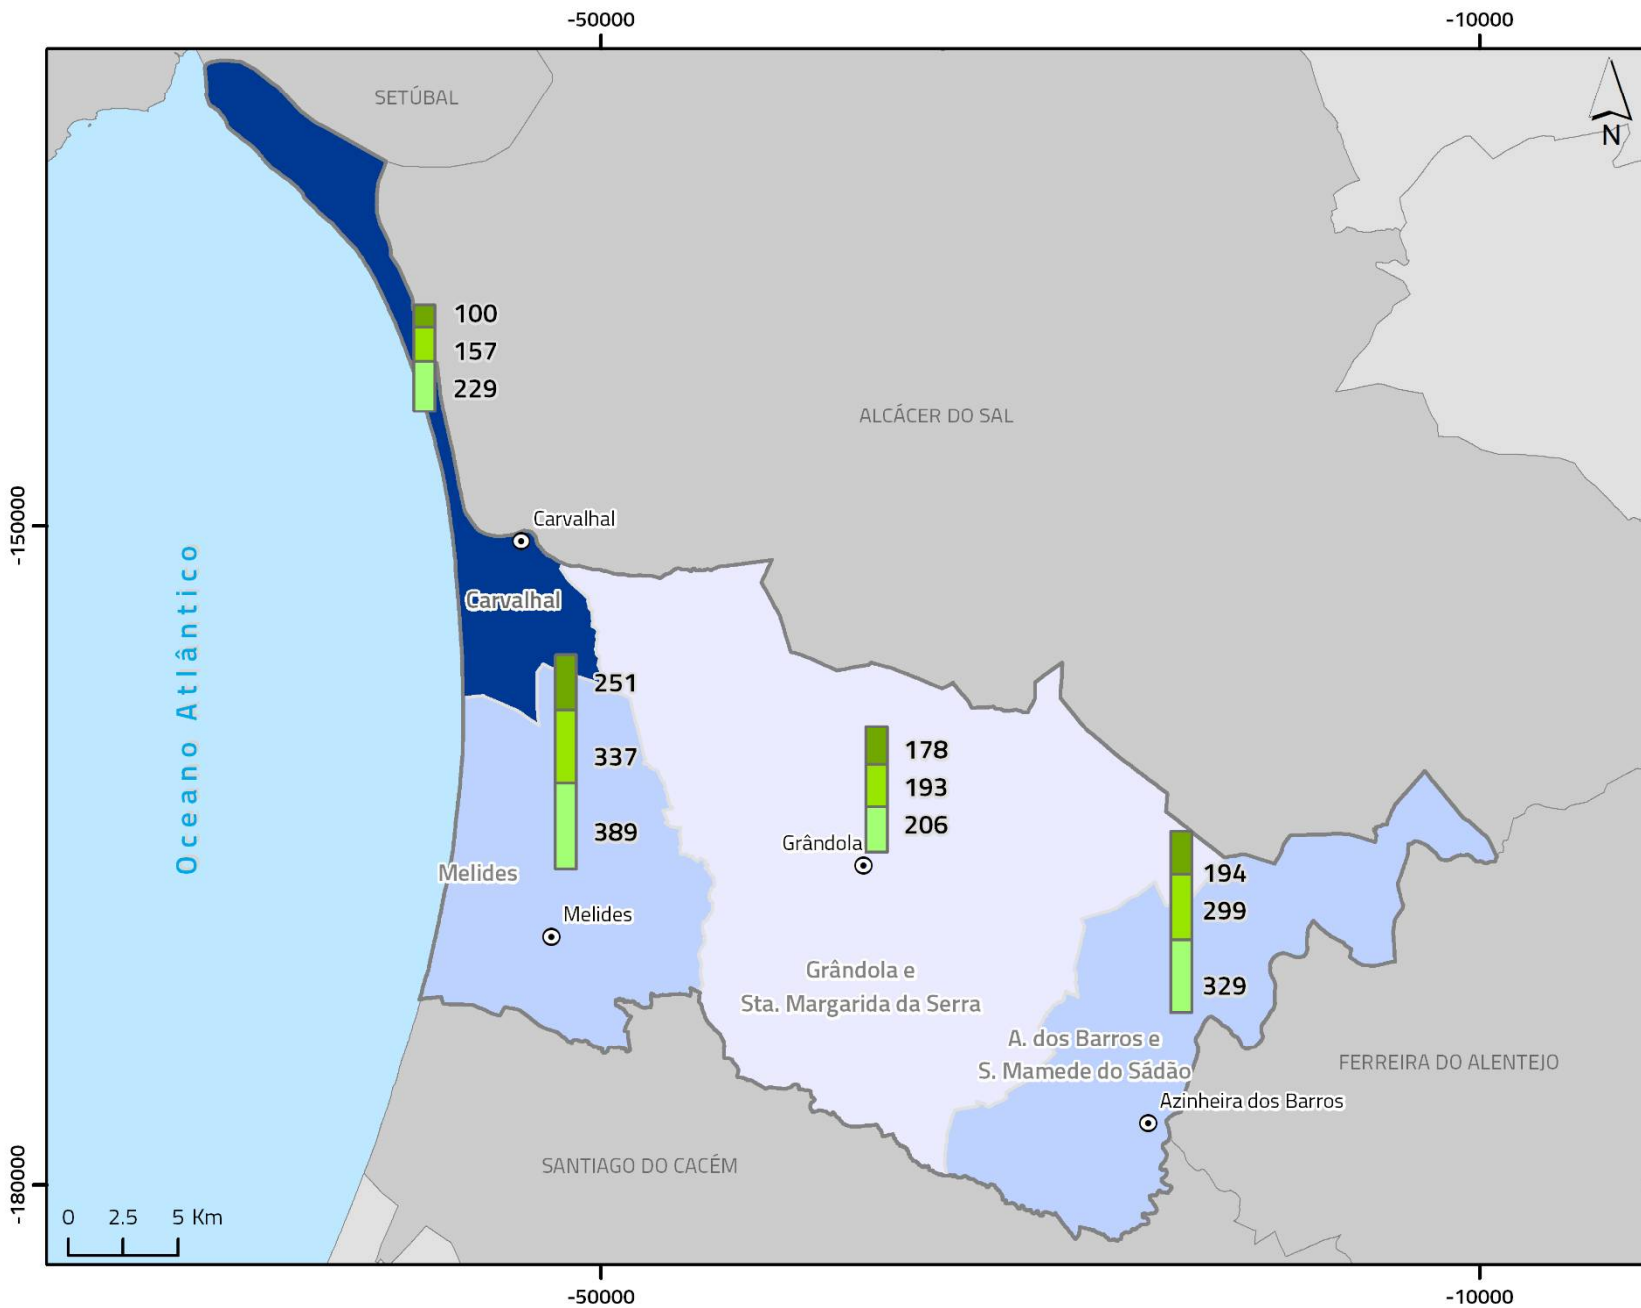 -50000
-10000
SETÚBAL
N
100
157
229
ALCÁCER DO SAL
-150000
Carvalhal
Carvalhal
Oceano Atlântico
251
337
389
178
193
206
Grândola
194
299
329
Melides
Melides
Grândola e
Sta. Margarida da Serra
A. dos Barros e
S. Mamede do Sádão
FERREIRA DO ALENTEJO
Azinheira dos Barros
SANTIAGO DO CACÉM
-180000
0 2.5 5 Km
-50000
-10000